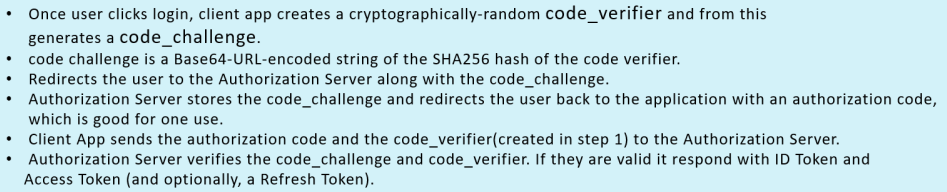 • Once user clicks login, client app creates a cryptographically-random code_verifier and from this
generates a code_challenge.
• code challenge is a Base64-URL-encoded string of the SHA256 hash of the code verifier.
• Redirects the user to the Authorization Server along with the code_challenge.
• Authorization Server stores the code_challenge and redirects the user back to the application with an authorization code,
which is good for one use.
• Client App sends the authorization code and the code_verifier(created in step 1) to the Authorization Server.
• Authorization Server verifies the code_challenge and code_verifier. If they are valid it respond with ID Token and
Access Token (and optionally, a Refresh Token).